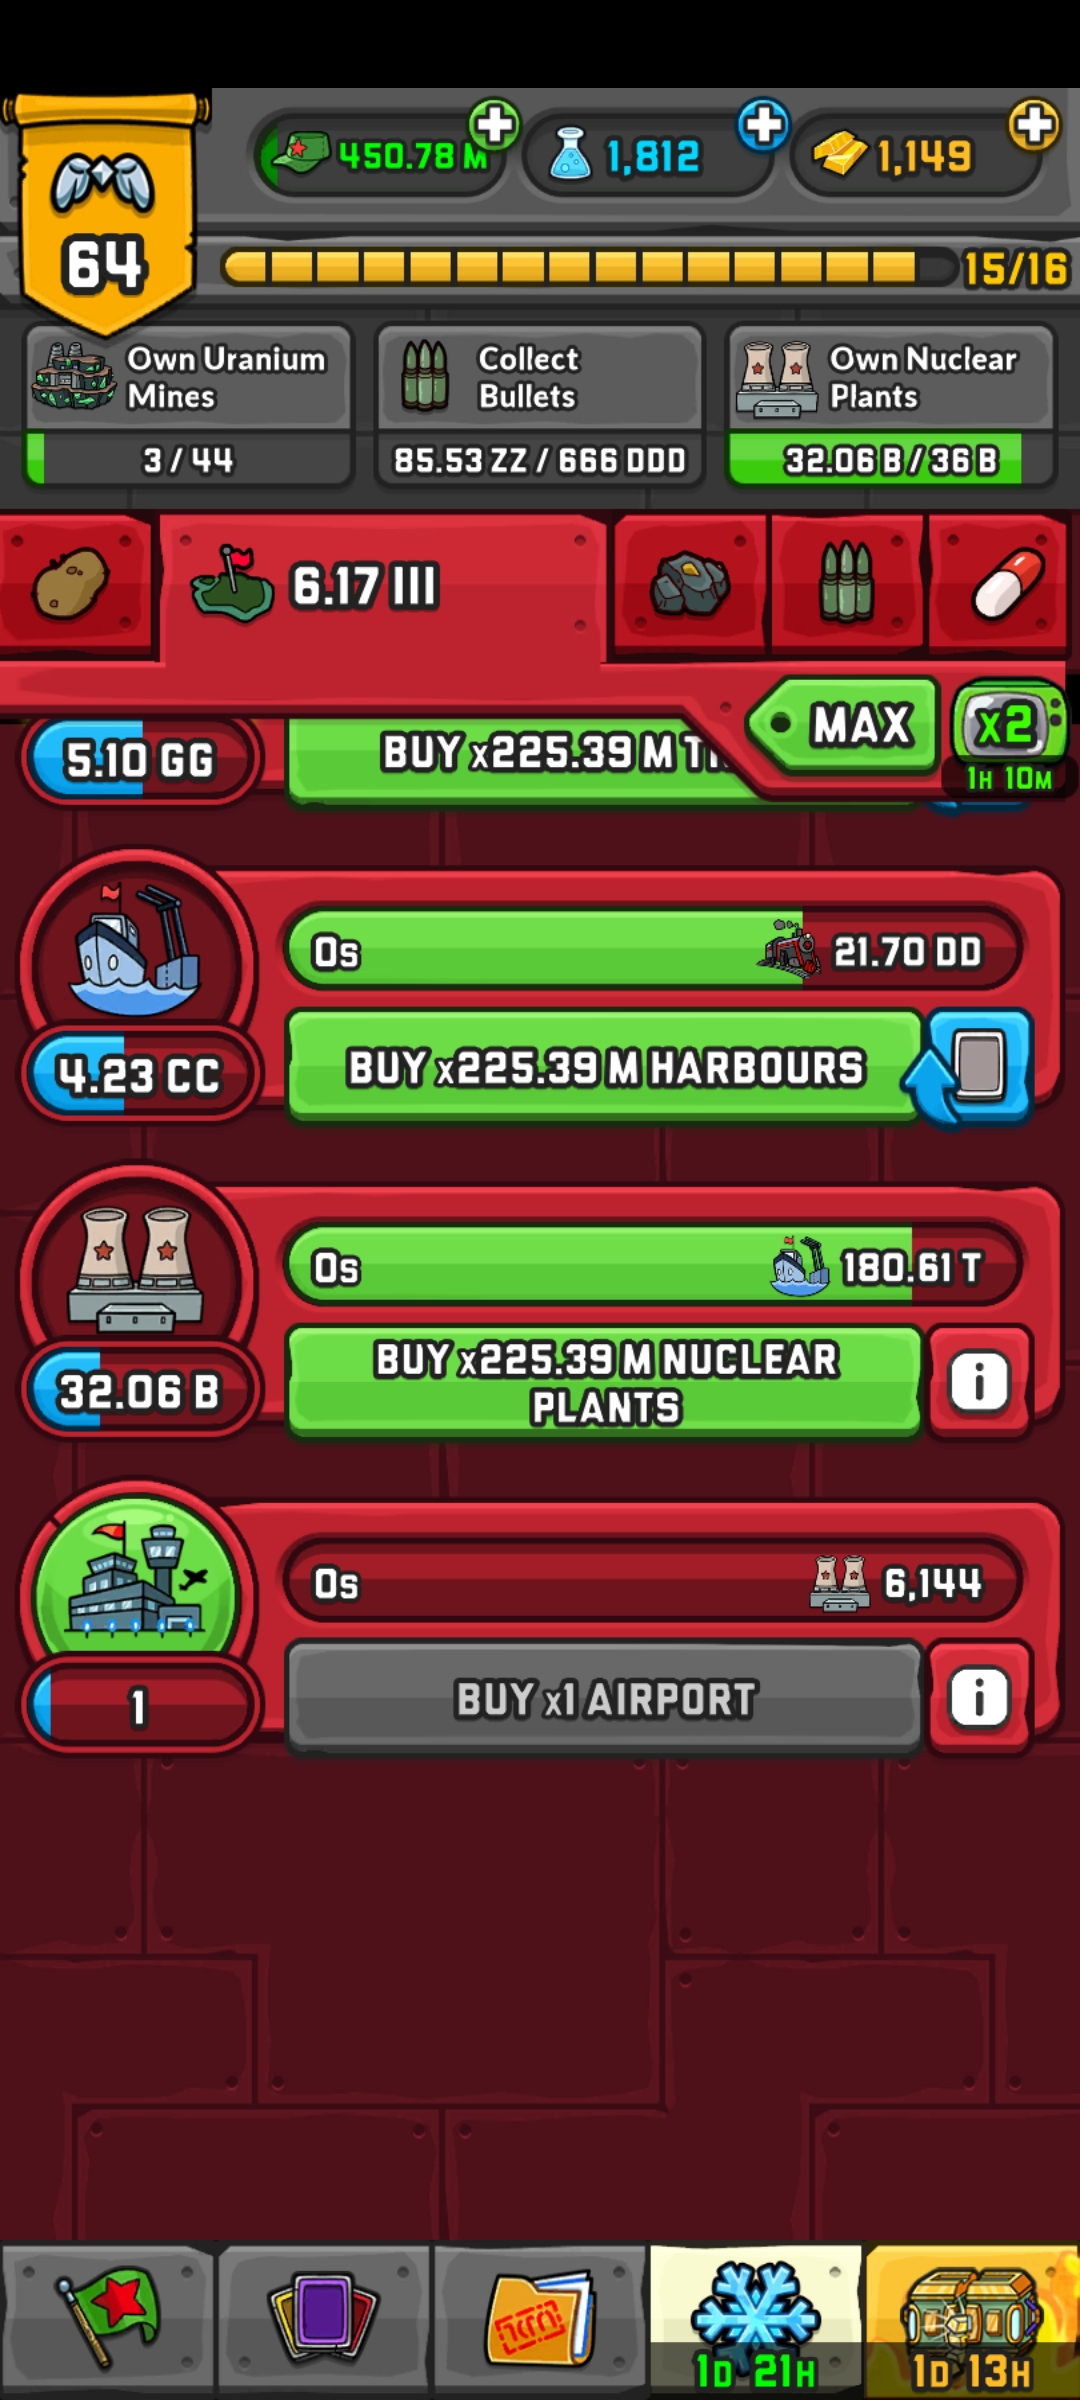 450.78 M
1,812
1,149
64
15/16
Own Uranium
Mines
3 / 44
Collect
Bullets
85.53 ZZ / 666 DDD
Own Nuclear
Plants
32.06 B / 36 B
6.17 III
MAX
x2
1H 10M
5.10 GG
BUY x225.39 M
0s
21.70 DD
4.23 CC
BUY x225.39 M HARBOURS
0s
180.61 T
32.06 B
BUY x225.39 M NUCLEAR
PLANTS
0s
6,144
1
BUY x1 AIRPORT
1D 21H
1D 13H